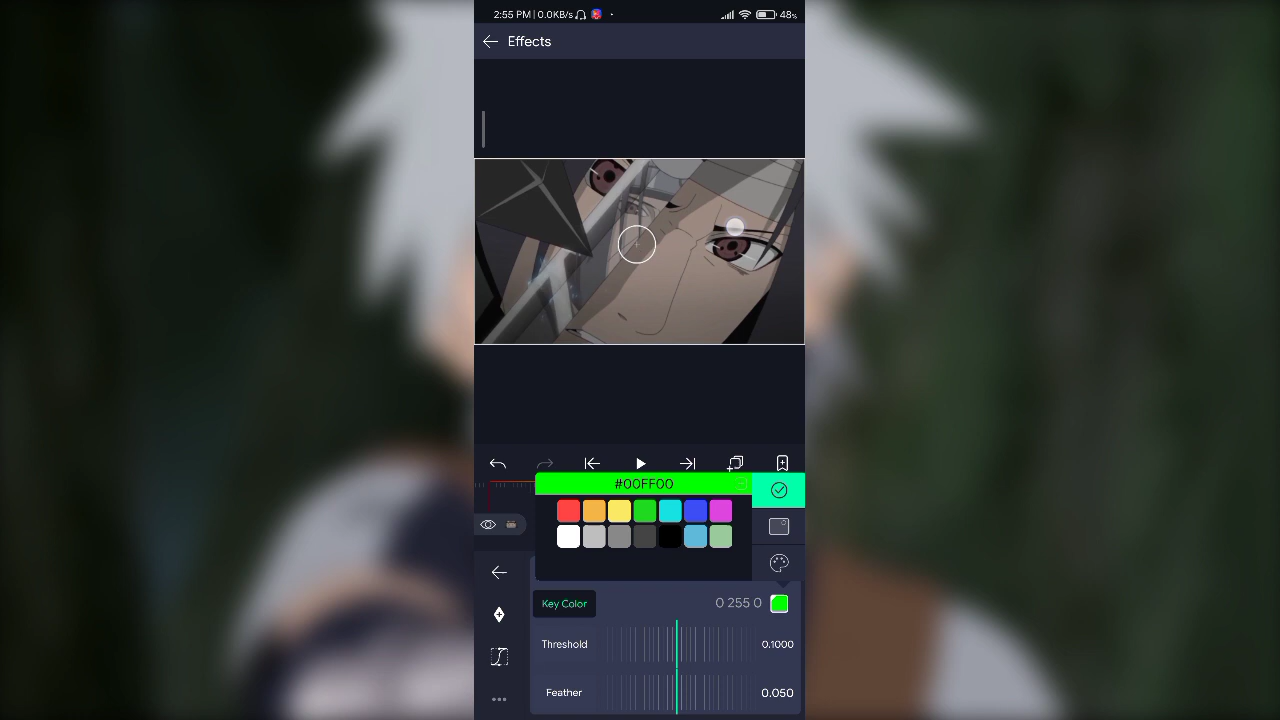 2:55 PM | 0.0KB/s
48%
Effects
#00FF00
Key Color
0 255 0
Threshold
0.1000
Feather
0.050